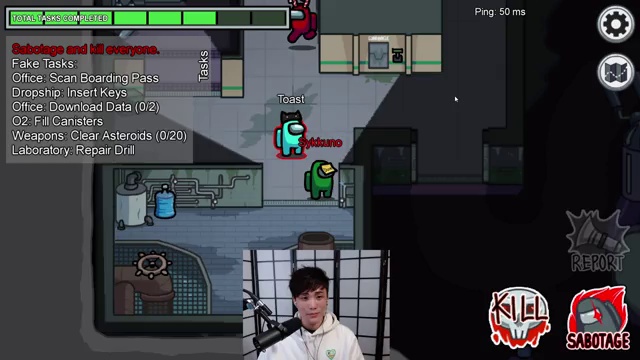 TOTAL TASKS COMPLETED
Ping: 50 ms
Sabotage and kill everyone.
Fake Tasks:
Office: Scan Boarding Pass
Dropship: Insert Keys
Office: Download Data (0/2)
O2: Fill Canisters
Weapons: Clear Asteroids (0/20)
Laboratory: Repair Drill
Tasks
Toast
Sykkuno
REPORT
KILL
SABOTAGE